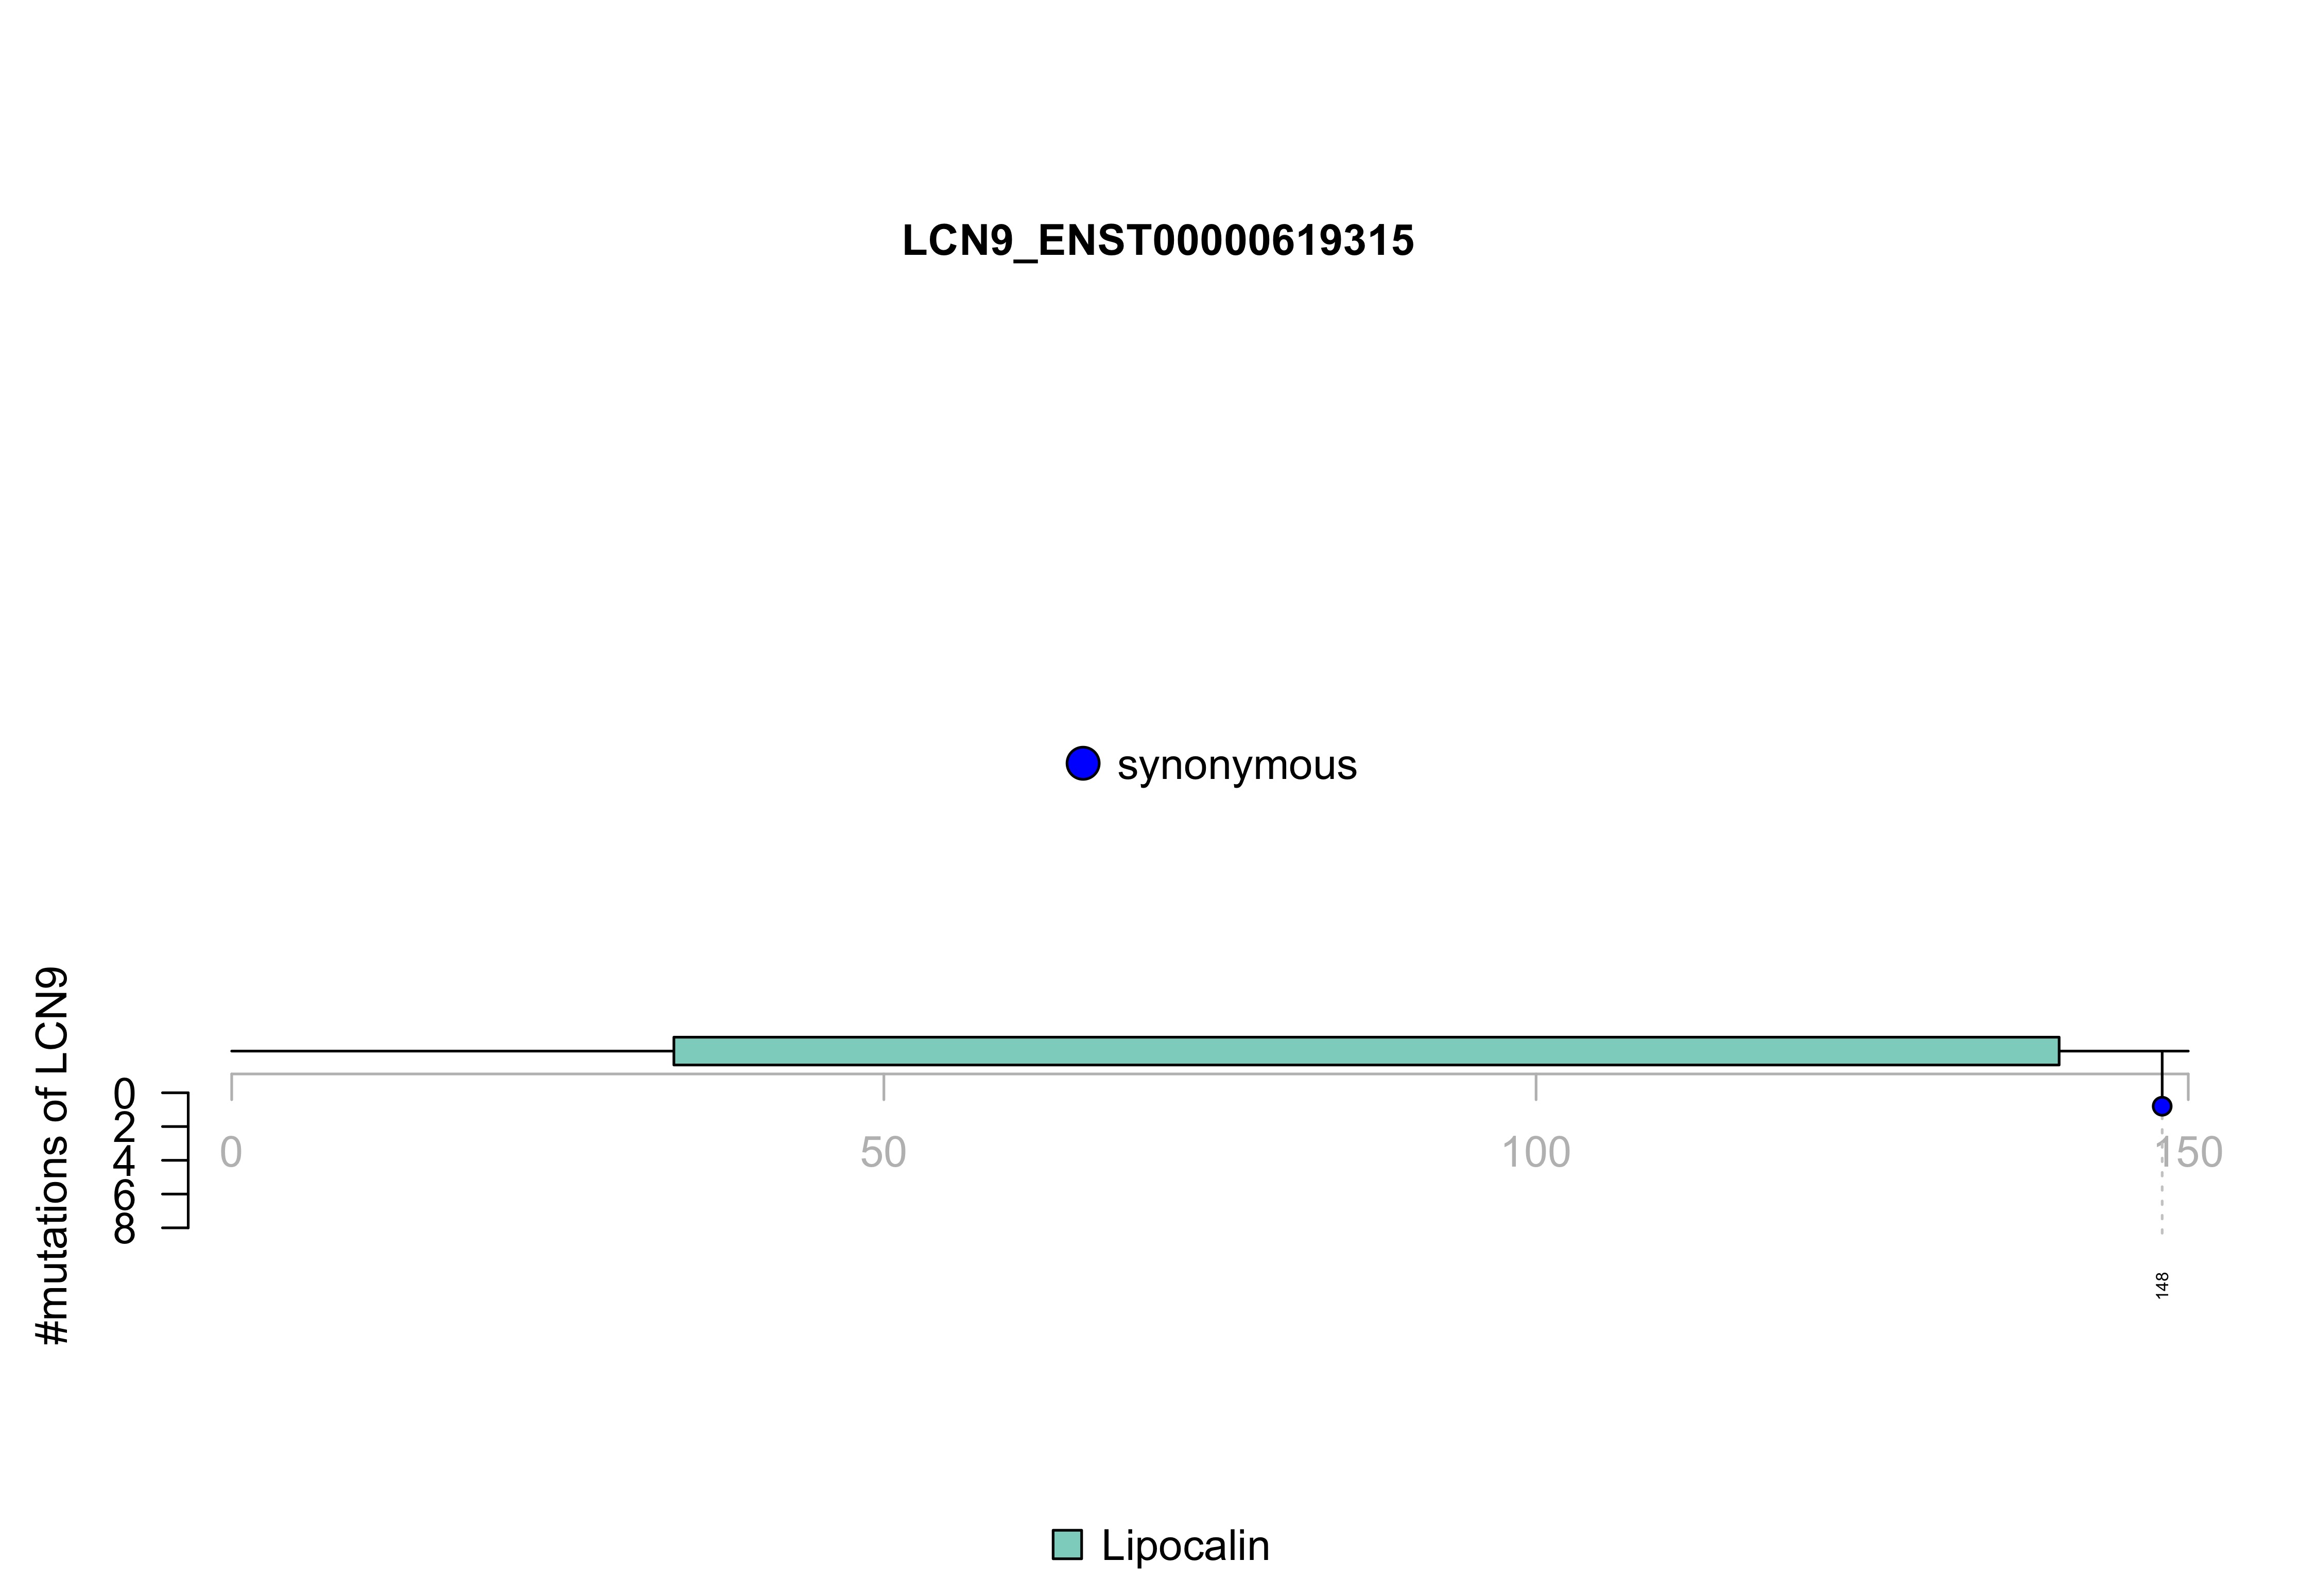 LCN9_ENST00000619315
synonymous
#mutations of LCN9
0
2
4
6
8
0 50 100 150
148
Lipocalin